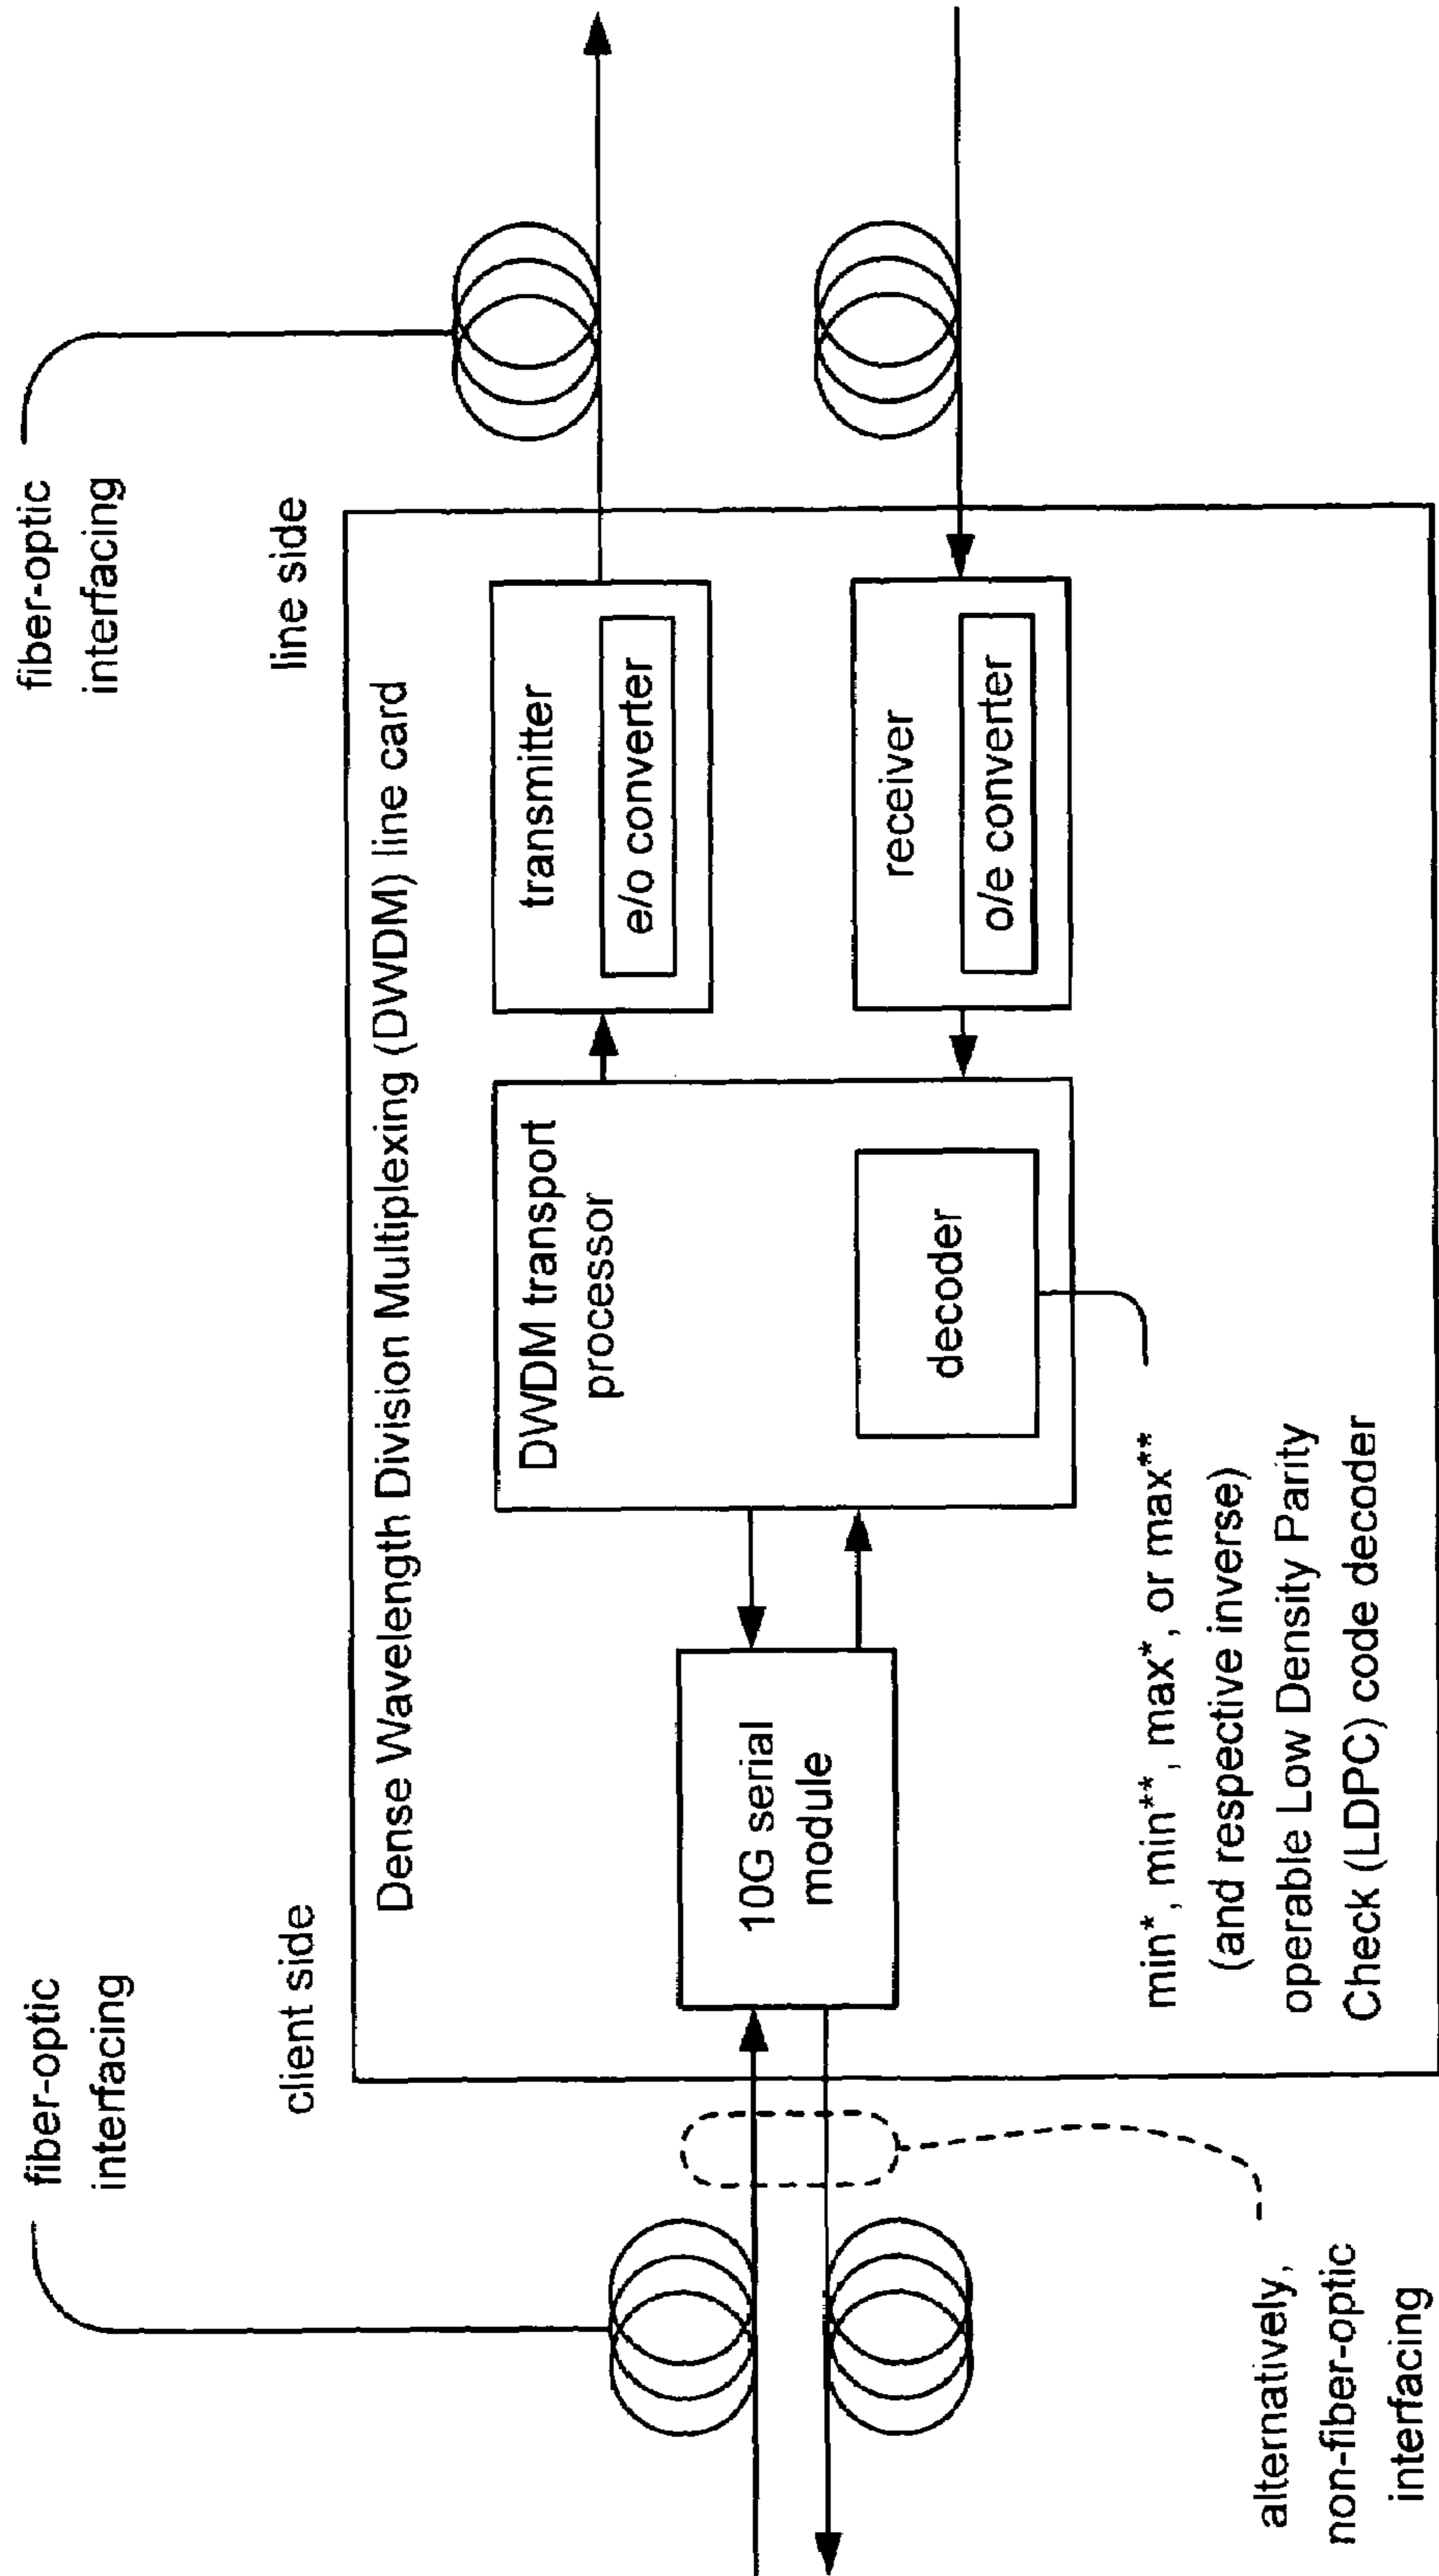 fiber-optic
interfacing
fiber-optic
interfacing
client side
line side
Dense Wavelength Division Multiplexing (DWDM) line card
10G serial
module
DWDM transport
processor
decoder
transmitter
e/o converter
receiver
o/e converter
min*, min**, max*, or max**
(and respective inverse)
operable Low Density Parity
Check (LDPC) code decoder
alternatively,
non-fiber-optic
interfacing